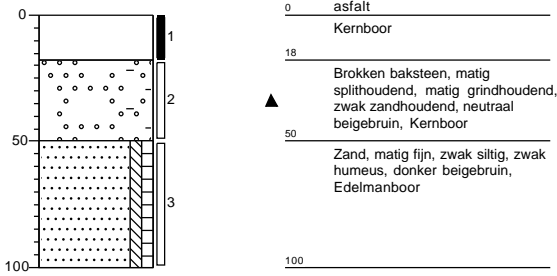 0
50
100
1
2
3
0 asfalt
Kernboor
18
Brokken baksteen, matig
splithoudend, matig grindhoudend,
zwak zandhoudend, neutraal
beigebruin, Kernboor
50
Zand, matig fijn, zwak siltig, zwak
humeus, donker beigebruin,
Edelmanboor
100